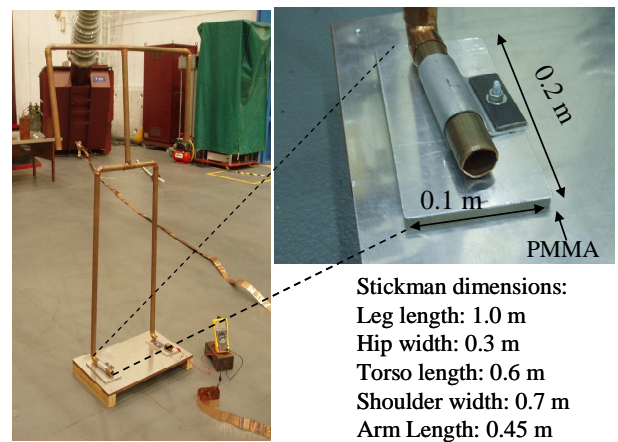 0.2 m
0.1 m
PMMA
Stickman dimensions:
Leg length: 1.0 m
Hip width: 0.3 m
Torso length: 0.6 m
Shoulder width: 0.7 m
Arm Length: 0.45 m